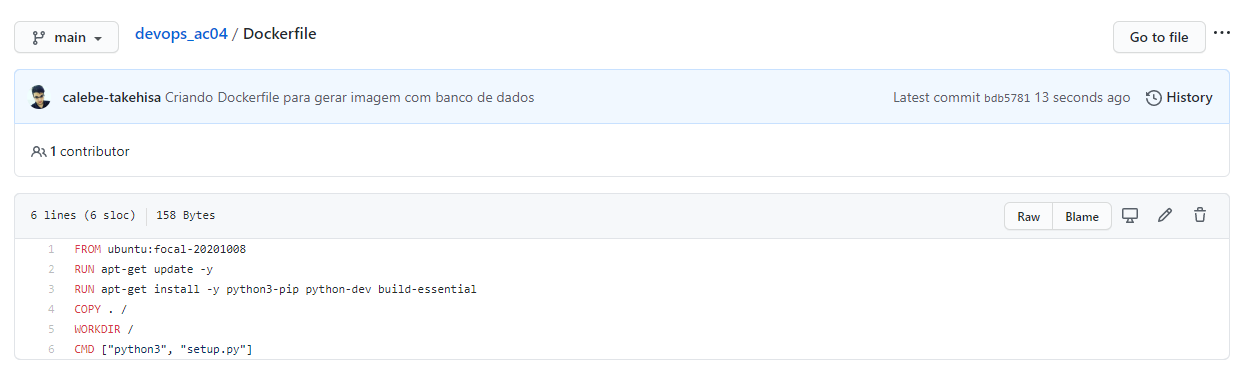 main
devops_ac04 / Dockerfile
Go to file
calebe-takehisa Criando Dockerfile para gerar imagem com banco de dados
Latest commit bdb5781 13 seconds ago
History
1 contributor
6 lines (6 sloc)
158 Bytes
Raw
Blame
1 FROM ubuntu:focal-20201008
2 RUN apt-get update -y
3 RUN apt-get install -y python3-pip python-dev build-essential
4 COPY . /
5 WORKDIR /
6 CMD ["python3", "setup.py"]